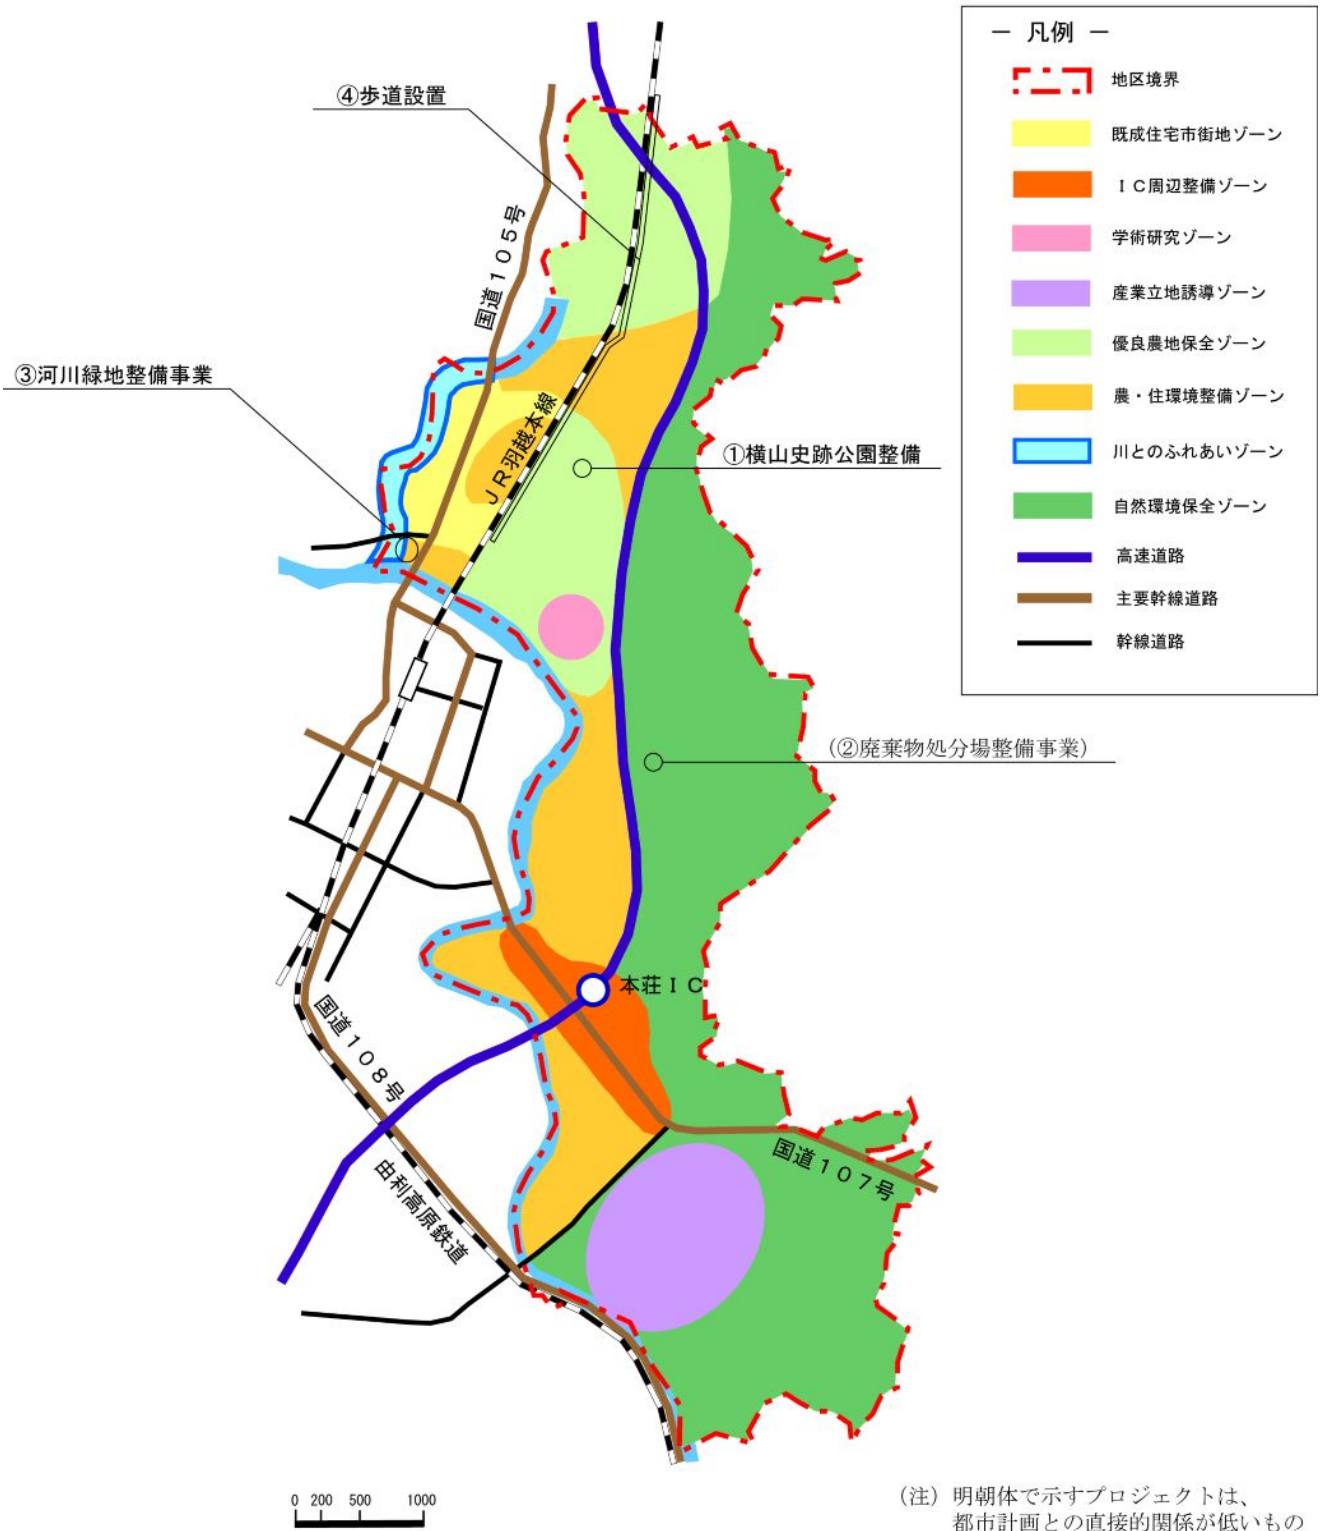 ― 凡例 ―
地区境界
既成住宅市街地ゾーン
ＩＣ周辺整備ゾーン
学術研究ゾーン
産業立地誘導ゾーン
優良農地保全ゾーン
農・住環境整備ゾーン
川とのふれあいゾーン
自然環境保全ゾーン
高速道路
主要幹線道路
幹線道路
④歩道設置
国道１０５号
③河川緑地整備事業
ＪＲ羽越本線
①横山史跡公園整備
（②廃棄物処分場整備事業）
本荘ＩＣ
国道１０８号
由利高原鉄道
国道１０７号
0 200 500 1000
（注）明朝体で示すプロジェクトは、
都市計画との直接的関係が低いもの